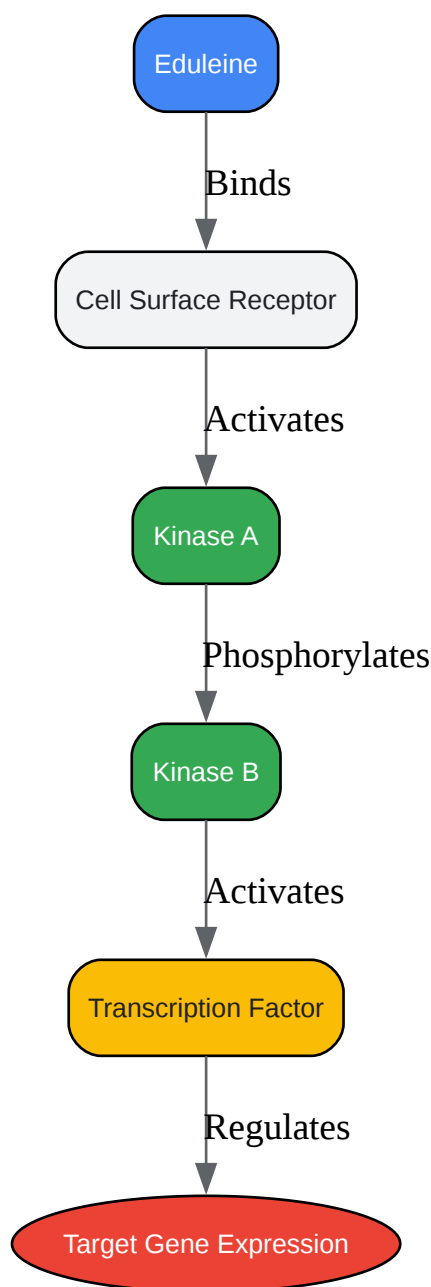 Eduleine
Binds
Cell Surface Receptor
Activates
Kinase A
Phosphorylates
Kinase B
Activates
Transcription Factor
Regulates
Target Gene Expression